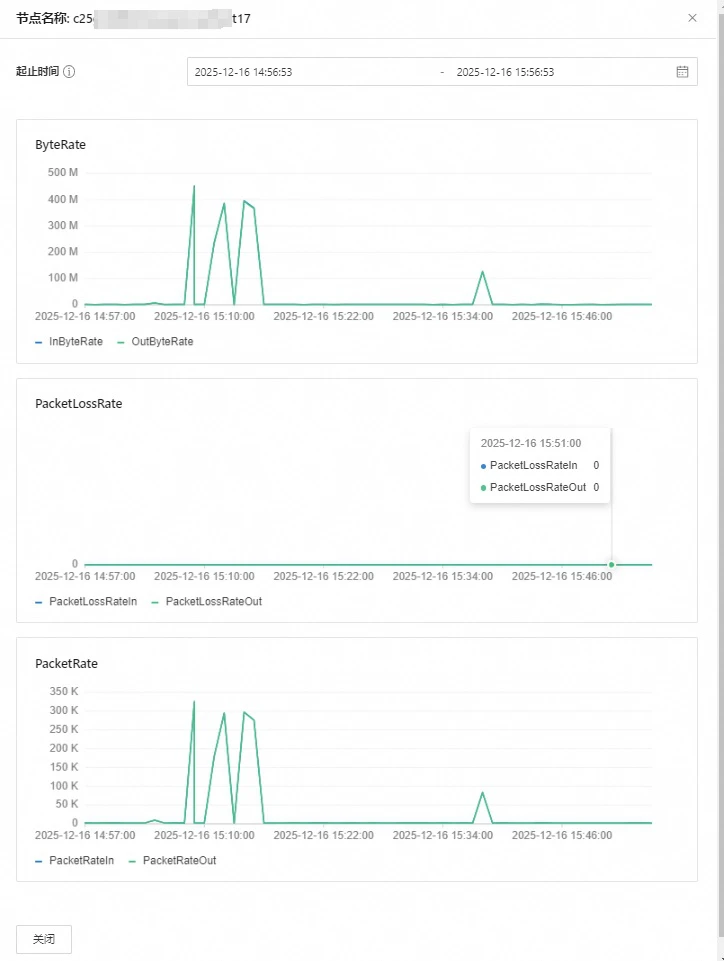 节点名称: c25 t17
起止时间
2025-12-16 14:56:53 - 2025-12-16 15:56:53
ByteRate
500 M
400 M
300 M
200 M
100 M
0
2025-12-16 14:57:00 2025-12-16 15:10:00 2025-12-16 15:22:00 2025-12-16 15:34:00 2025-12-16 15:46:00
InByteRate OutByteRate
PacketLossRate
2025-12-16 15:51:00
PacketLossRateIn 0
PacketLossRateOut 0
0
2025-12-16 14:57:00 2025-12-16 15:10:00 2025-12-16 15:22:00 2025-12-16 15:34:00 2025-12-16 15:46:00
PacketLossRateIn PacketLossRateOut
PacketRate
350 K
300 K
250 K
200 K
150 K
100 K
50 K
0
2025-12-16 14:57:00 2025-12-16 15:10:00 2025-12-16 15:22:00 2025-12-16 15:34:00 2025-12-16 15:46:00
PacketRateIn PacketRateOut
关闭